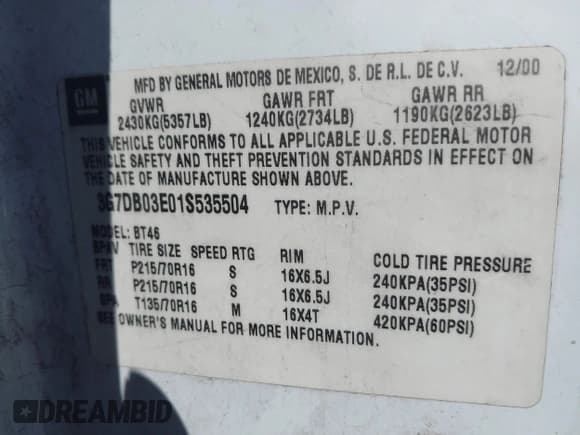 GM
MFD BY GENERAL MOTORS DE MEXICO, S. DE R.L. DE C.V. 12/00
GVWR GAWR FRT GAWR RR
2430KG(5357LB) 1240KG(2734LB) 1190KG(2623LB)
THIS VEHICLE CONFORMS TO ALL APPLICABLE U.S. FEDERAL MOTOR
VEHICLE SAFETY AND THEFT PREVENTION STANDARDS IN EFFECT ON
THE DATE OF MANUFACTURE SHOWN ABOVE.
3G7DB03E01S535504 TYPE: M.P.V.
MODEL: BT46
TIRE SIZE SPEED RTG RIM COLD TIRE PRESSURE
FRT P215/70R16 S 16X6.5J 240KPA(35PSI)
RR P215/70R16 S 16X6.5J 240KPA(35PSI)
SPA T135/70R16 M 16X4T 420KPA(60PSI)
SEE OWNER'S MANUAL FOR MORE INFORMATION.
DREAMBID